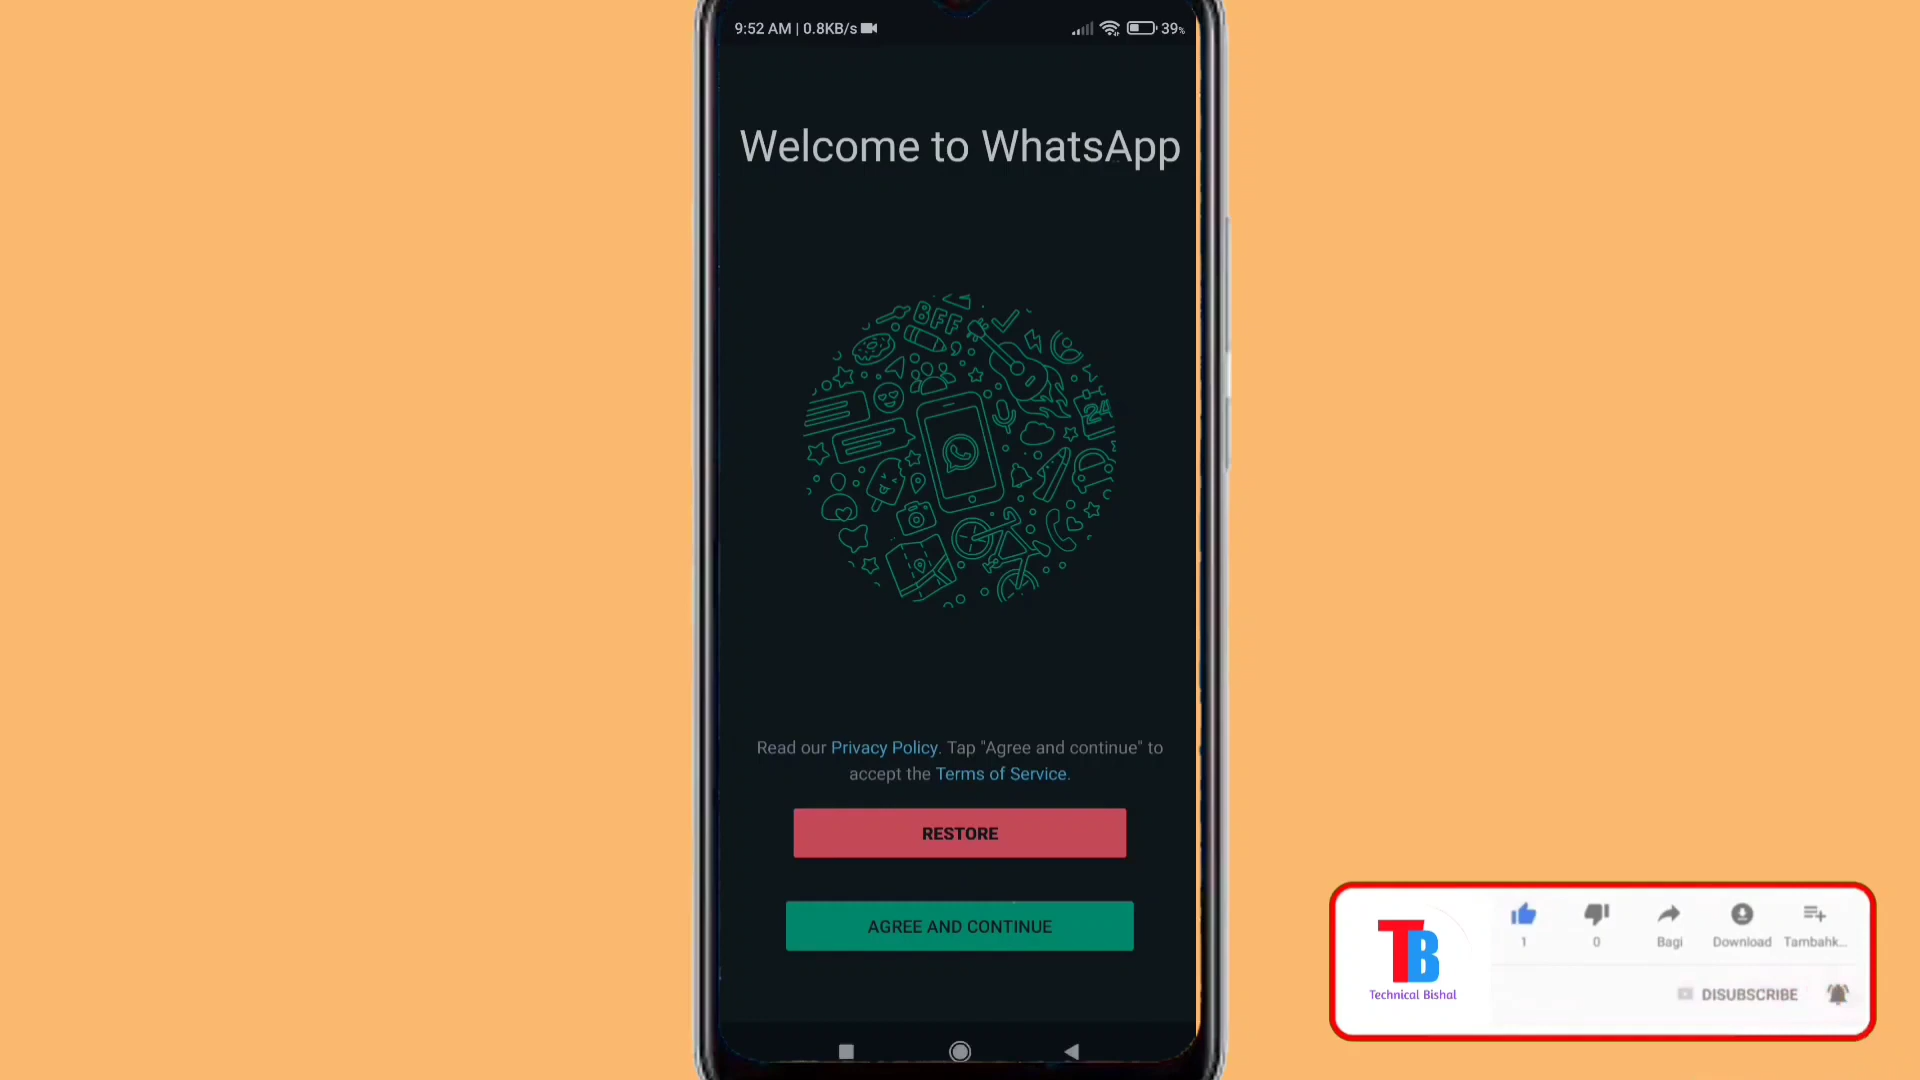 9:52 AM | 0.8KB/s 39%
Welcome to WhatsApp
BFF
24
Read our Privacy Policy. Tap "Agree and continue" to
accept the Terms of Service.
RESTORE
AGREE AND CONTINUE
TB
Technical Bishal
1 0 Bagi Download Tambahk...
DISUBSCRIBE